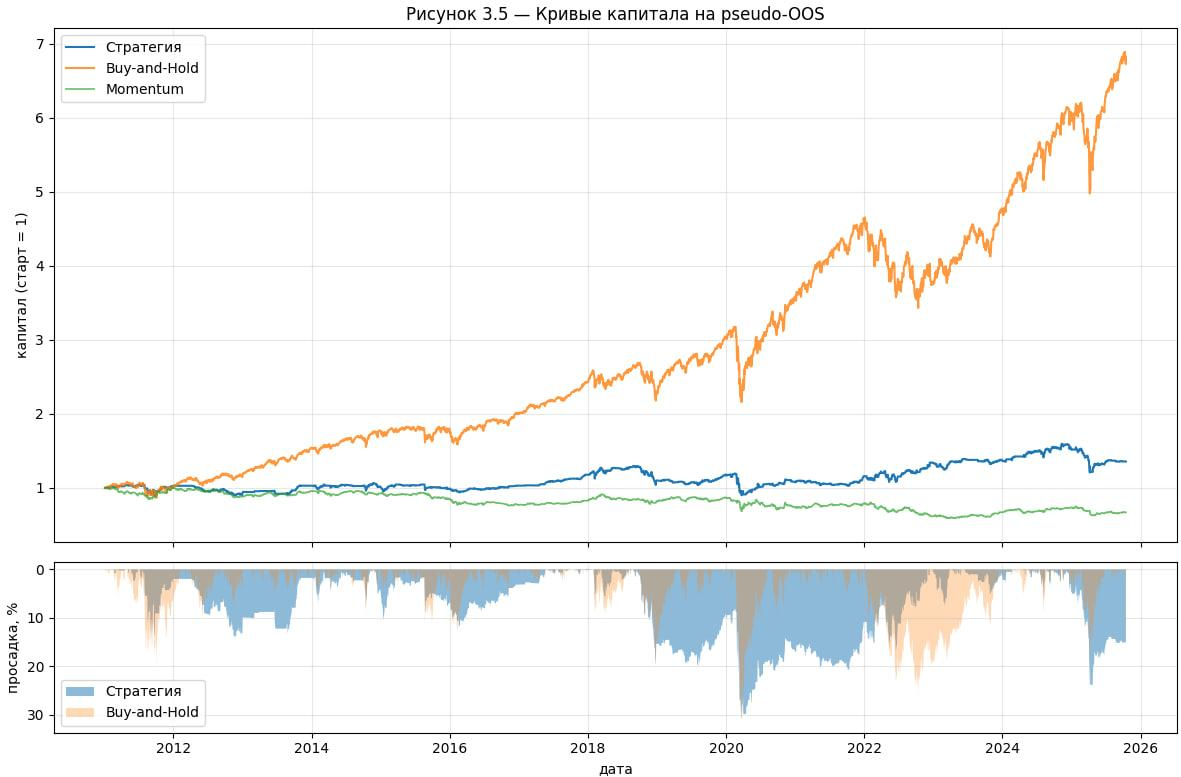 Рисунок 3.5 — Кривые капитала на pseudo-OOS
Стратегия
Buy-and-Hold
Momentum
капитал (старт = 1)
7
6
5
4
3
2
1
просадка, %
0
10
20
30
Стратегия
Buy-and-Hold
2012 2014 2016 2018 2020 2022 2024 2026
дата